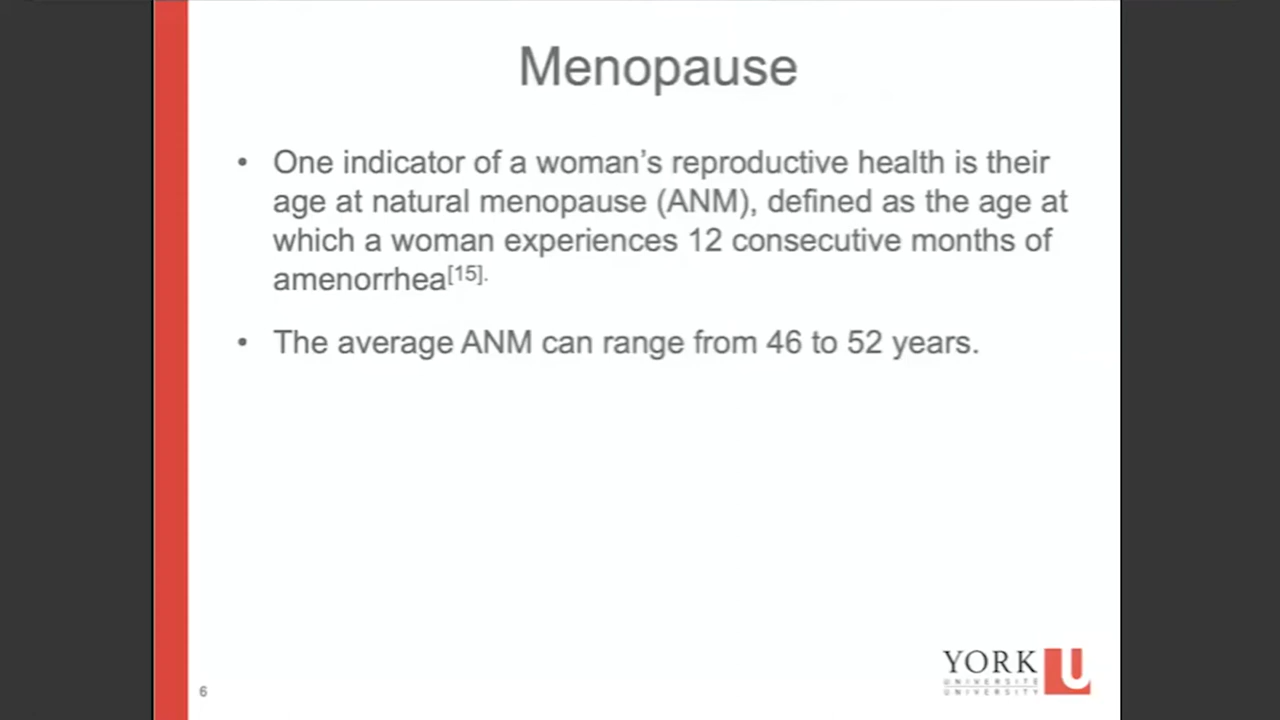 Menopause
• One indicator of a woman's reproductive health is their
age at natural menopause (ANM), defined as the age at
which a woman experiences 12 consecutive months of
amenorrhea[15].
• The average ANM can range from 46 to 52 years.
6
YORK U
UNIVERSITÉ
UNIVERSITY